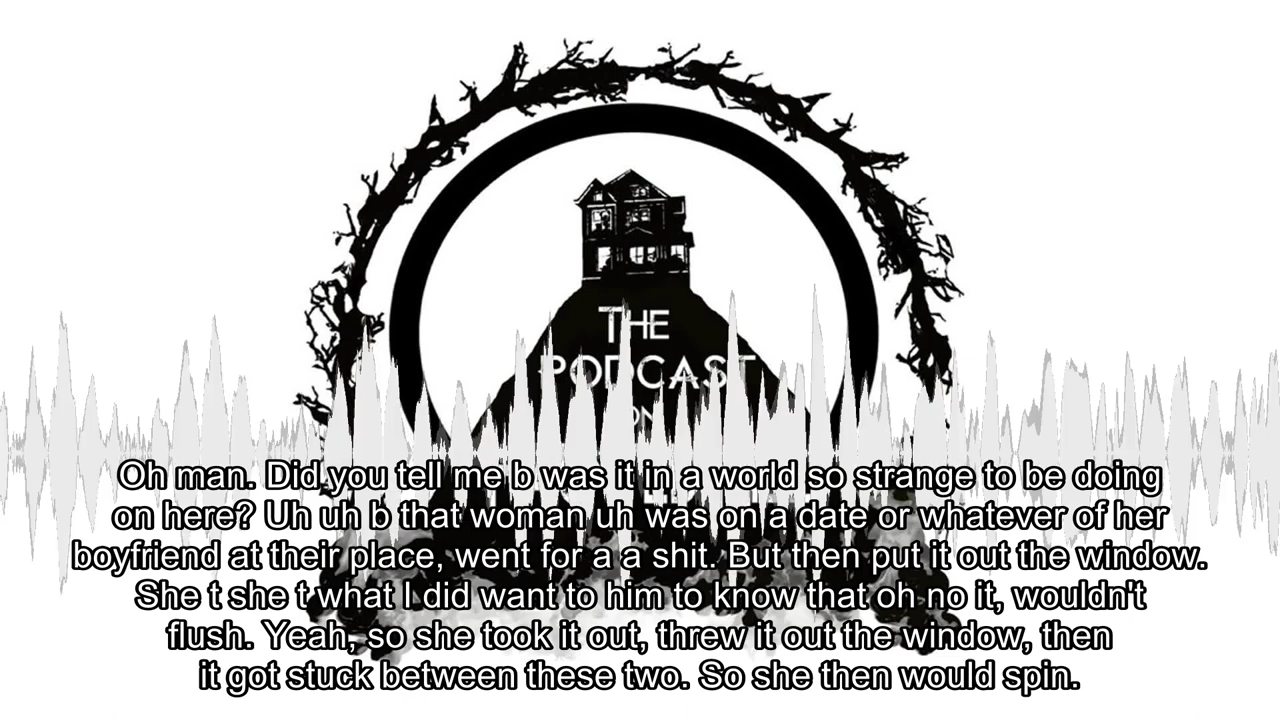 THE
PODCAST
ON
Oh man. Did you tell me b was it in a world so strange to be doing
on here? Uh uh b that woman uh was on a date or whatever of her
boyfriend at their place, went for a a shit. But then put it out the window.
She t she t what I did want to him to know that oh no it, wouldn't
flush. Yeah, so she took it out, threw it out the window, then
it got stuck between these two. So she then would spin.